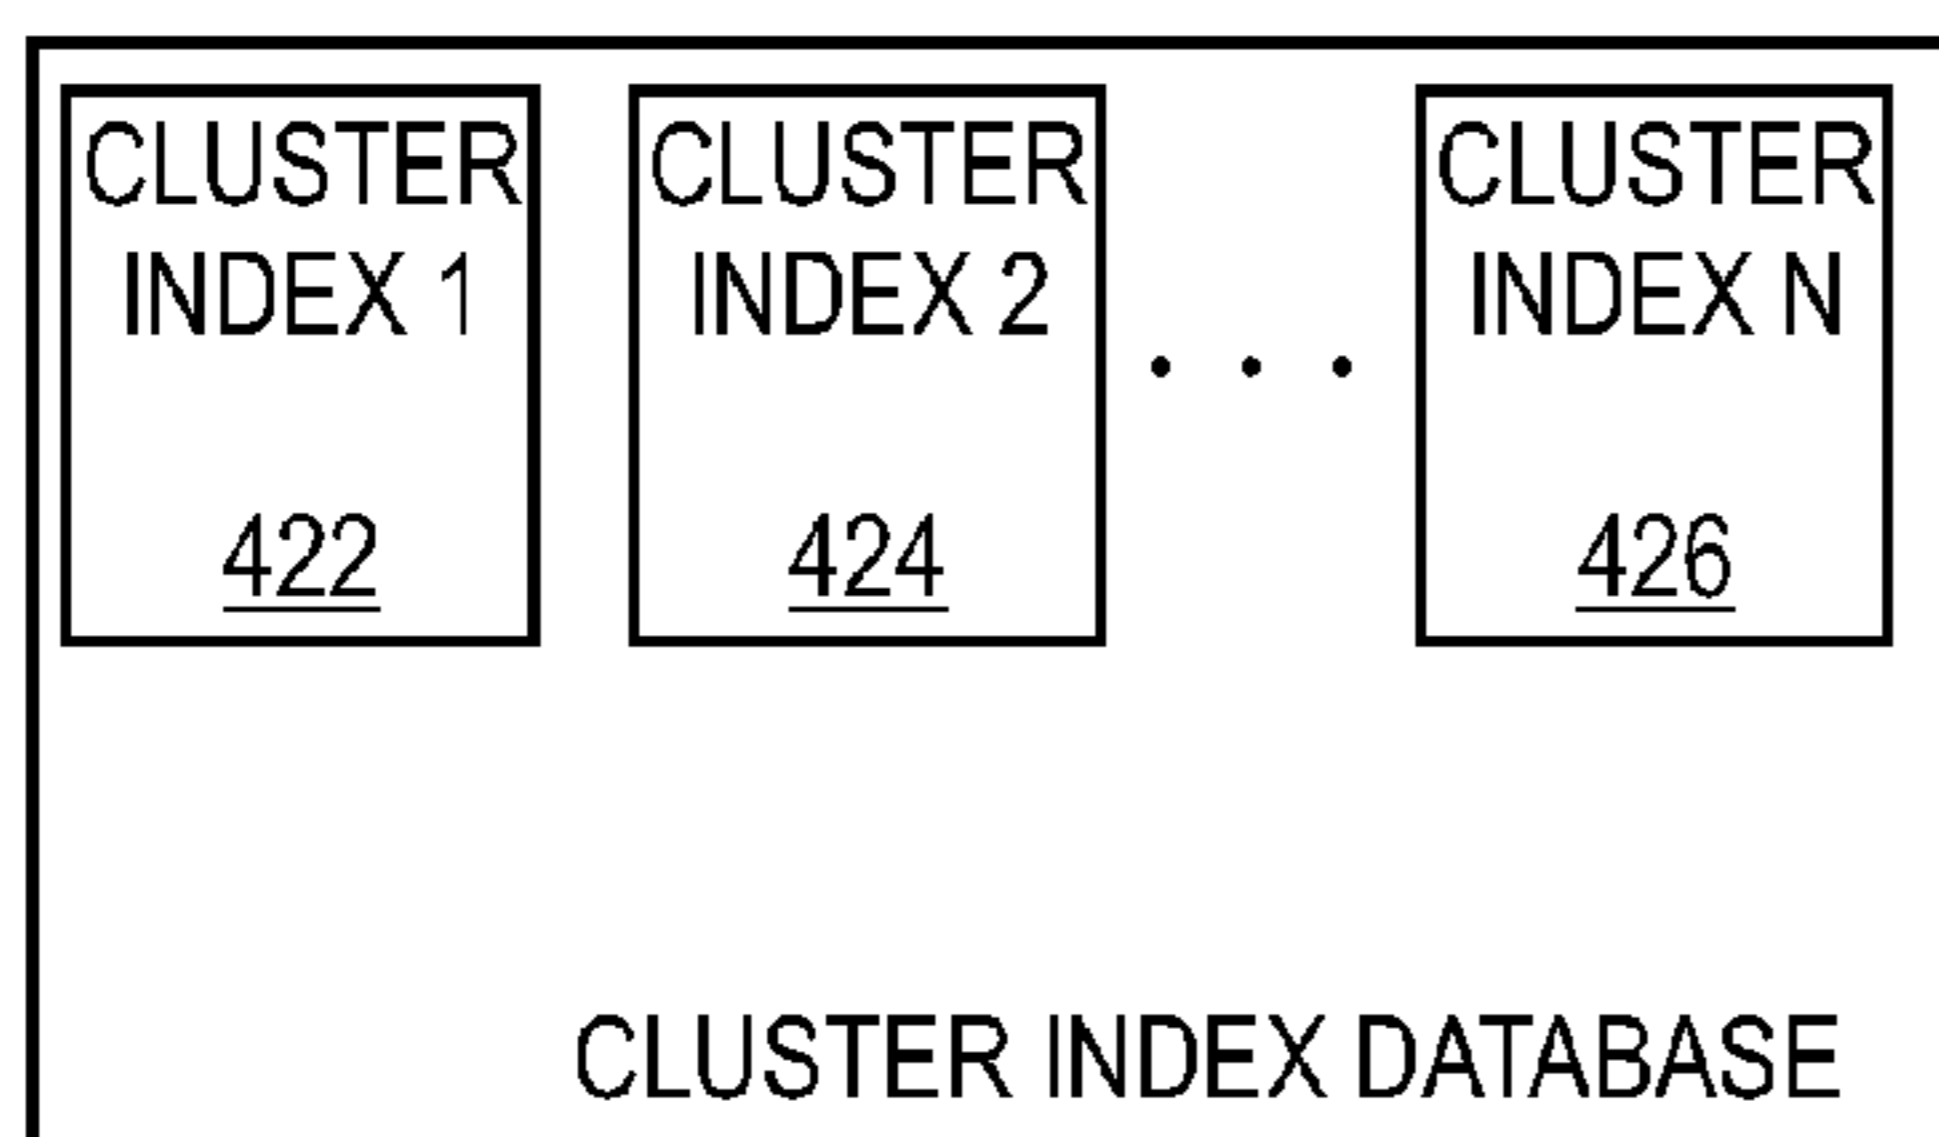 CLUSTER
INDEX 1
422
CLUSTER
INDEX 2
424
. . .
CLUSTER
INDEX N
426
CLUSTER INDEX DATABASE